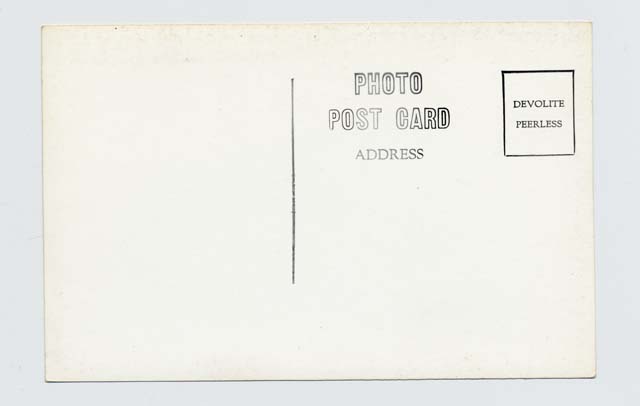 PHOTO
POST CARD
ADDRESS
DEVOLITE
PEERLESS